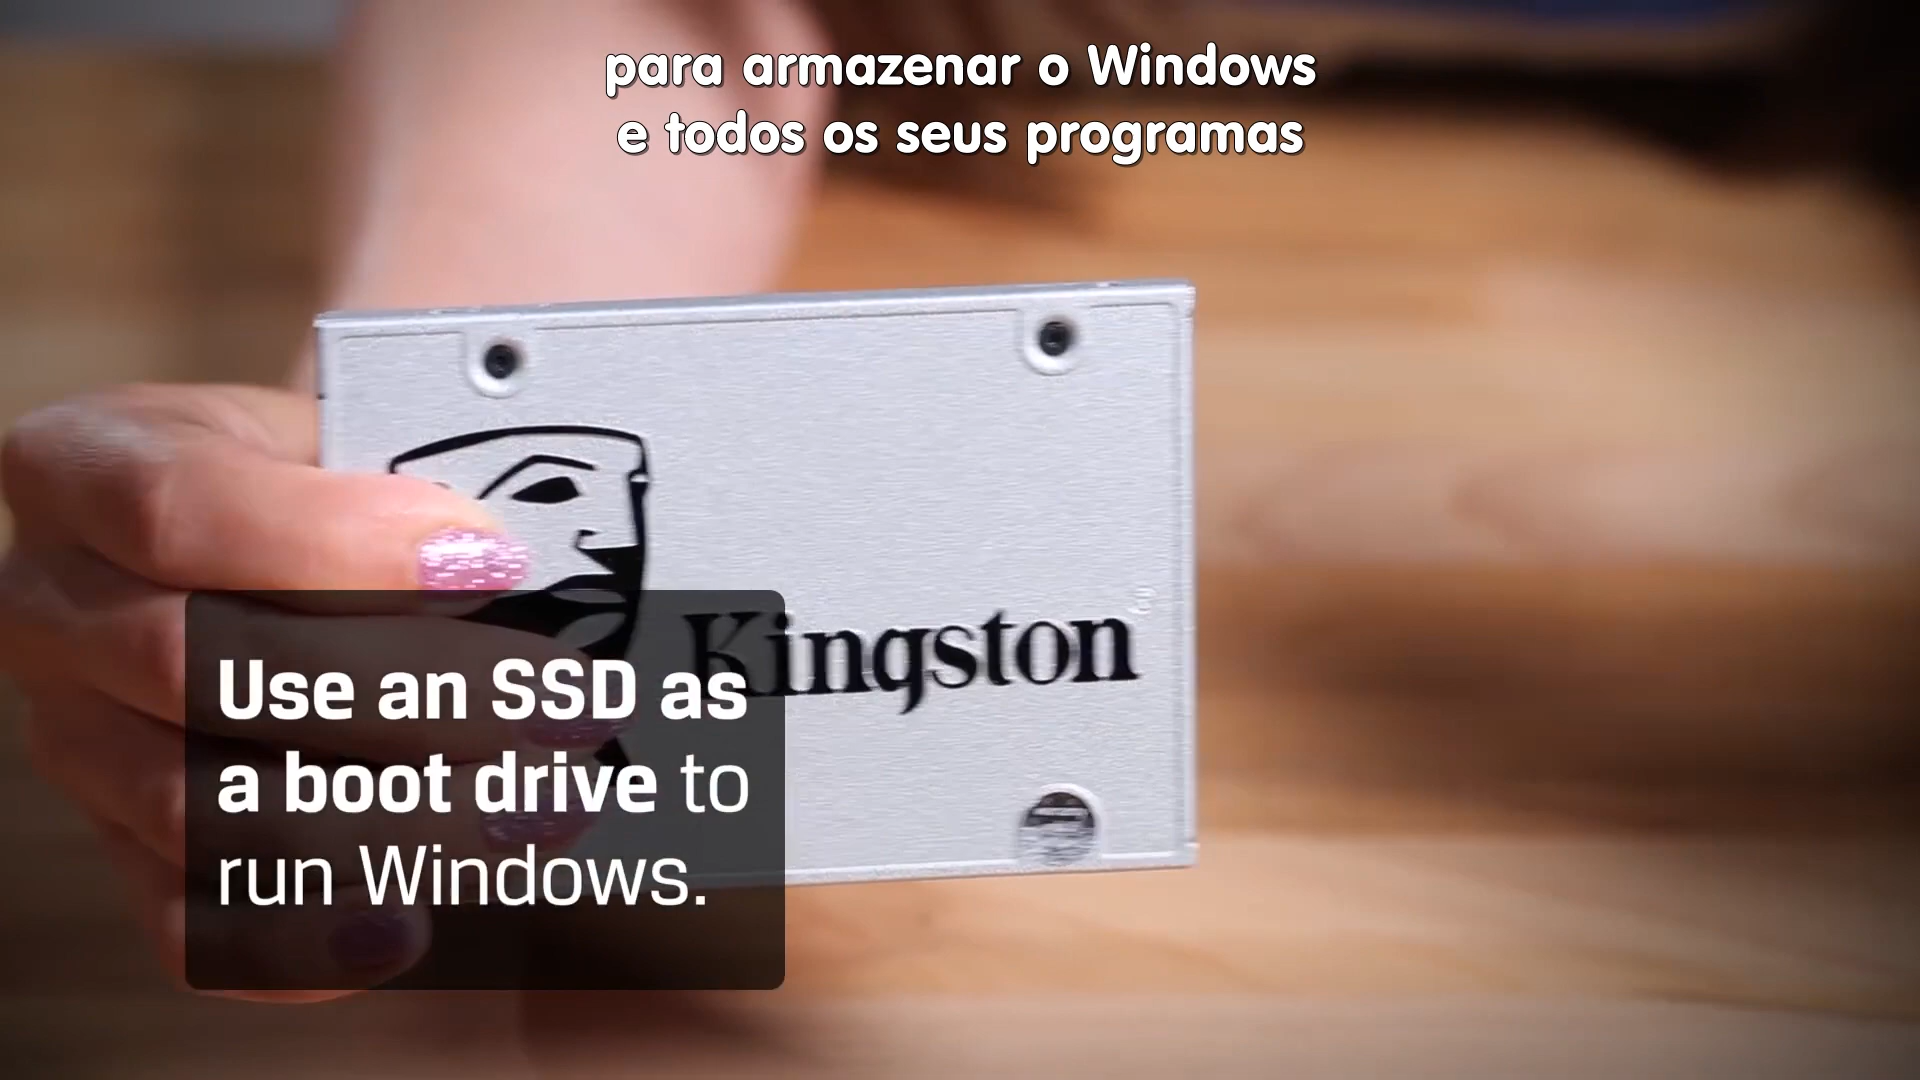 para armazenar o Windows
e todos os seus programas
Kingston
Use an SSD as
a boot drive to
run Windows.